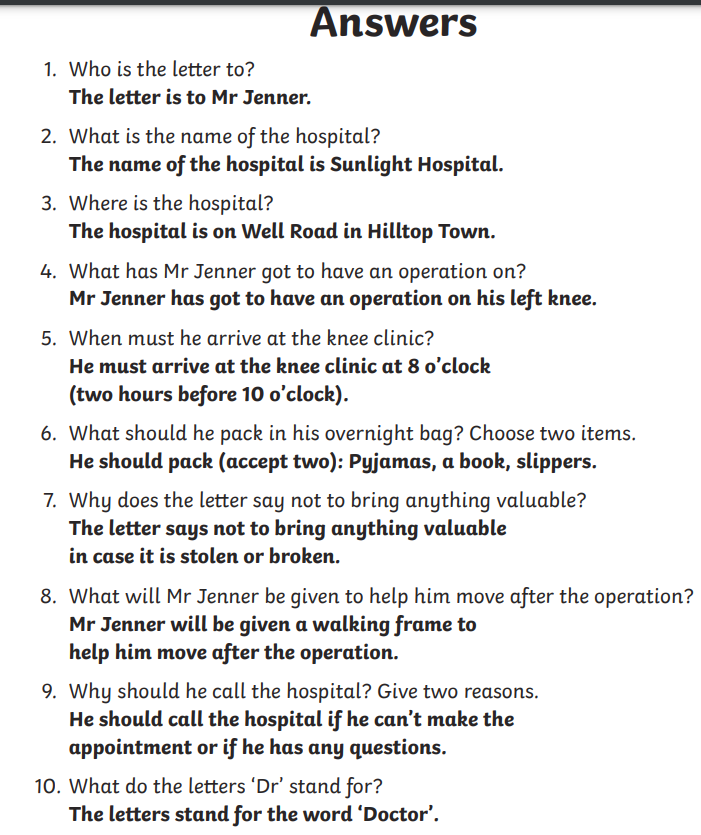 Answers
1. Who is the letter to?
The letter is to Mr Jenner.
2. What is the name of the hospital?
The name of the hospital is Sunlight Hospital.
3. Where is the hospital?
The hospital is on Well Road in Hilltop Town.
4. What has Mr Jenner got to have an operation on?
Mr Jenner has got to have an operation on his left knee.
5. When must he arrive at the knee clinic?
He must arrive at the knee clinic at 8 o’clock
(two hours before 10 o’clock).
6. What should he pack in his overnight bag? Choose two items.
He should pack (accept two): Pyjamas, a book, slippers.
7. Why does the letter say not to bring anything valuable?
The letter says not to bring anything valuable
in case it is stolen or broken.
8. What will Mr Jenner be given to help him move after the operation?
Mr Jenner will be given a walking frame to
help him move after the operation.
9. Why should he call the hospital? Give two reasons.
He should call the hospital if he can’t make the
appointment or if he has any questions.
10. What do the letters ‘Dr’ stand for?
The letters stand for the word ‘Doctor’.